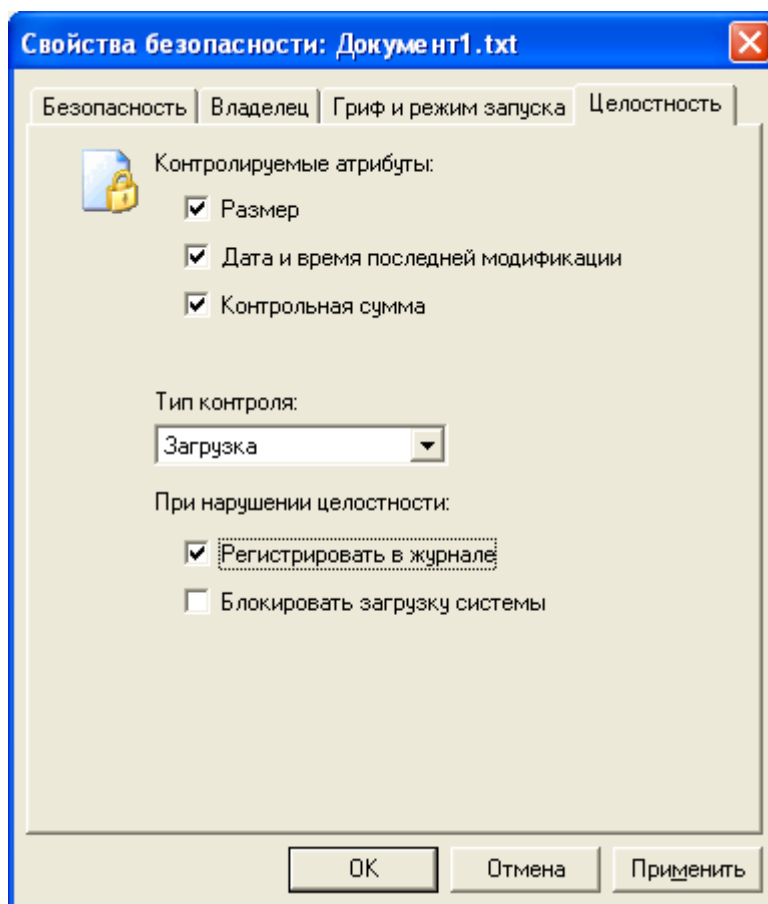 Свойства безопасности: Документ1.txt
Безопасность Владелец Гриф и режим запуска Целостность
Контролируемые атрибуты:
Размер
Дата и время последней модификации
Контрольная сумма
Тип контроля:
Загрузка
При нарушении целостности:
Регистрировать в журнале
Блокировать загрузку системы
OK Отмена Применить